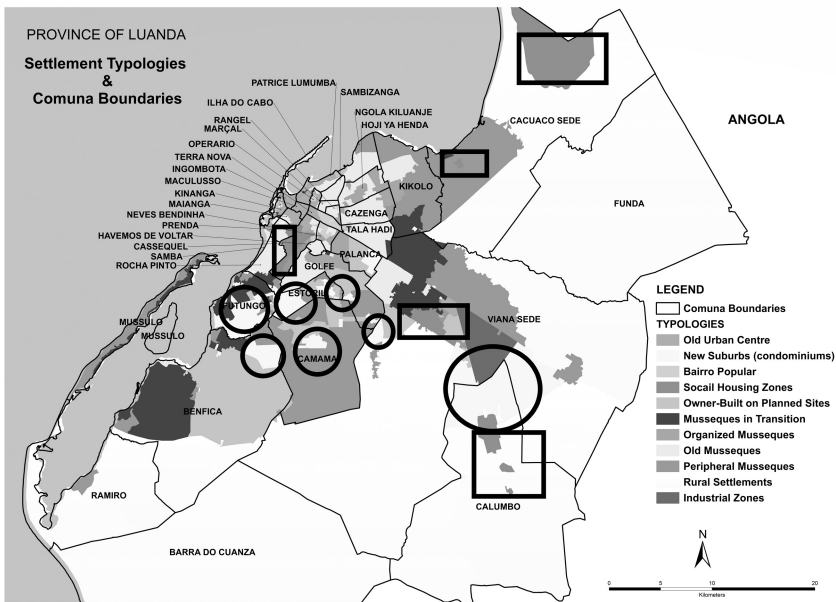 PROVINCE OF LUANDA
Settlement Typologies
&
Comuna Boundaries
PATRICE LUMUMBA
SAMBIZANGA
ILHA DO CABO
NGOLA KILUANJE
RANGEL
HOJI YA HENDA
MARÇAL
OPERARIO
TERRA NOVA
INGOMBOTA
MACULUSSO
KINANGA
MAIANGA
NEVES BENDINHA
PRENDA
HAVEMOS DE VOLTAR
CASSEQUEL
SAMBA
ROCHA PINTO
CACUACO SEDE
ANGOLA
KIKOLO
FUNDA
CAZENGA
TALA HADI
PALANCA
GOLFE
ESTORIL
FUTUNGO
MUSSULO
MUSSULO
CAMAMA
VIANA SEDE
BENFICA
RAMIRO
CALUMBO
BARRA DO CUANZA
LEGEND
Comuna Boundaries
TYPOLOGIES
Old Urban Centre
New Suburbs (condominiums)
Bairro Popular
Socail Housing Zones
Owner-Built on Planned Sites
Musseques in Transition
Organized Musseques
Old Musseques
Peripheral Musseques
Rural Settlements
Industrial Zones
N
0 5 10 20
Kilometers